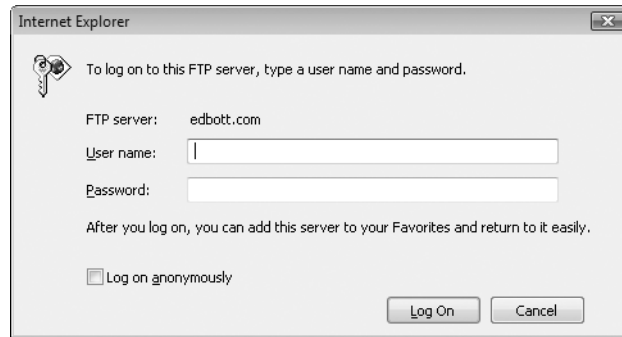 Internet Explorer
To log on to this FTP server, type a user name and password.
FTP server: edbott.com
User name:
Password:
After you log on, you can add this server to your Favorites and return to it easily.
Log on anonymously
Log On Cancel